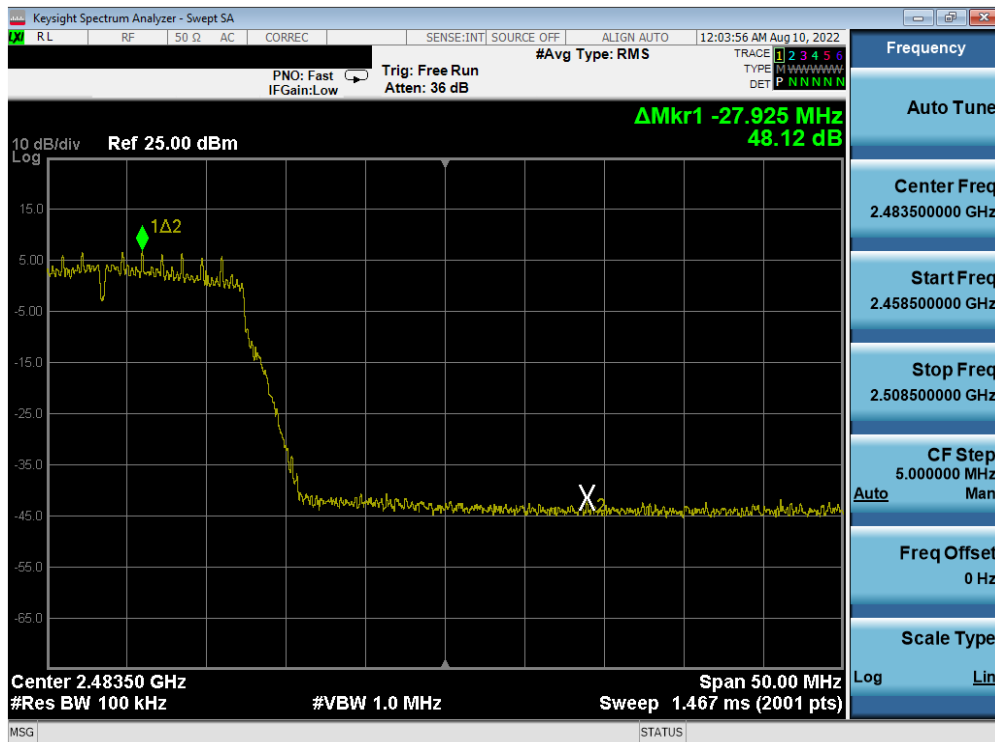 Keysight Spectrum Analyzer - Swept SA
LXI RL RF 50 Ω AC CORREC SENSE:INT SOURCE OFF ALIGN AUTO 12:03:56 AM Aug 10, 2022
PNO: Fast
IFGain:Low
Trig: Free Run
Atten: 36 dB
#Avg Type: RMS
TRACE 1 2 3 4 5 6
TYPE M W W W W W
DET P N N N N N
ΔMkr1 -27.925 MHz
48.12 dB
10 dB/div Ref 25.00 dBm
Log
15.0
5.00
-5.00
-15.0
-25.0
-35.0
-45.0
-55.0
-65.0
1Δ2
X2
Center 2.48350 GHz Span 50.00 MHz
#Res BW 100 kHz #VBW 1.0 MHz Sweep 1.467 ms (2001 pts)
MSG STATUS
Frequency
Auto Tune
Center Freq
2.483500000 GHz
Start Freq
2.458500000 GHz
Stop Freq
2.508500000 GHz
CF Step
5.000000 MHz
Auto Man
Freq Offset
0 Hz
Scale Type
Log Lin